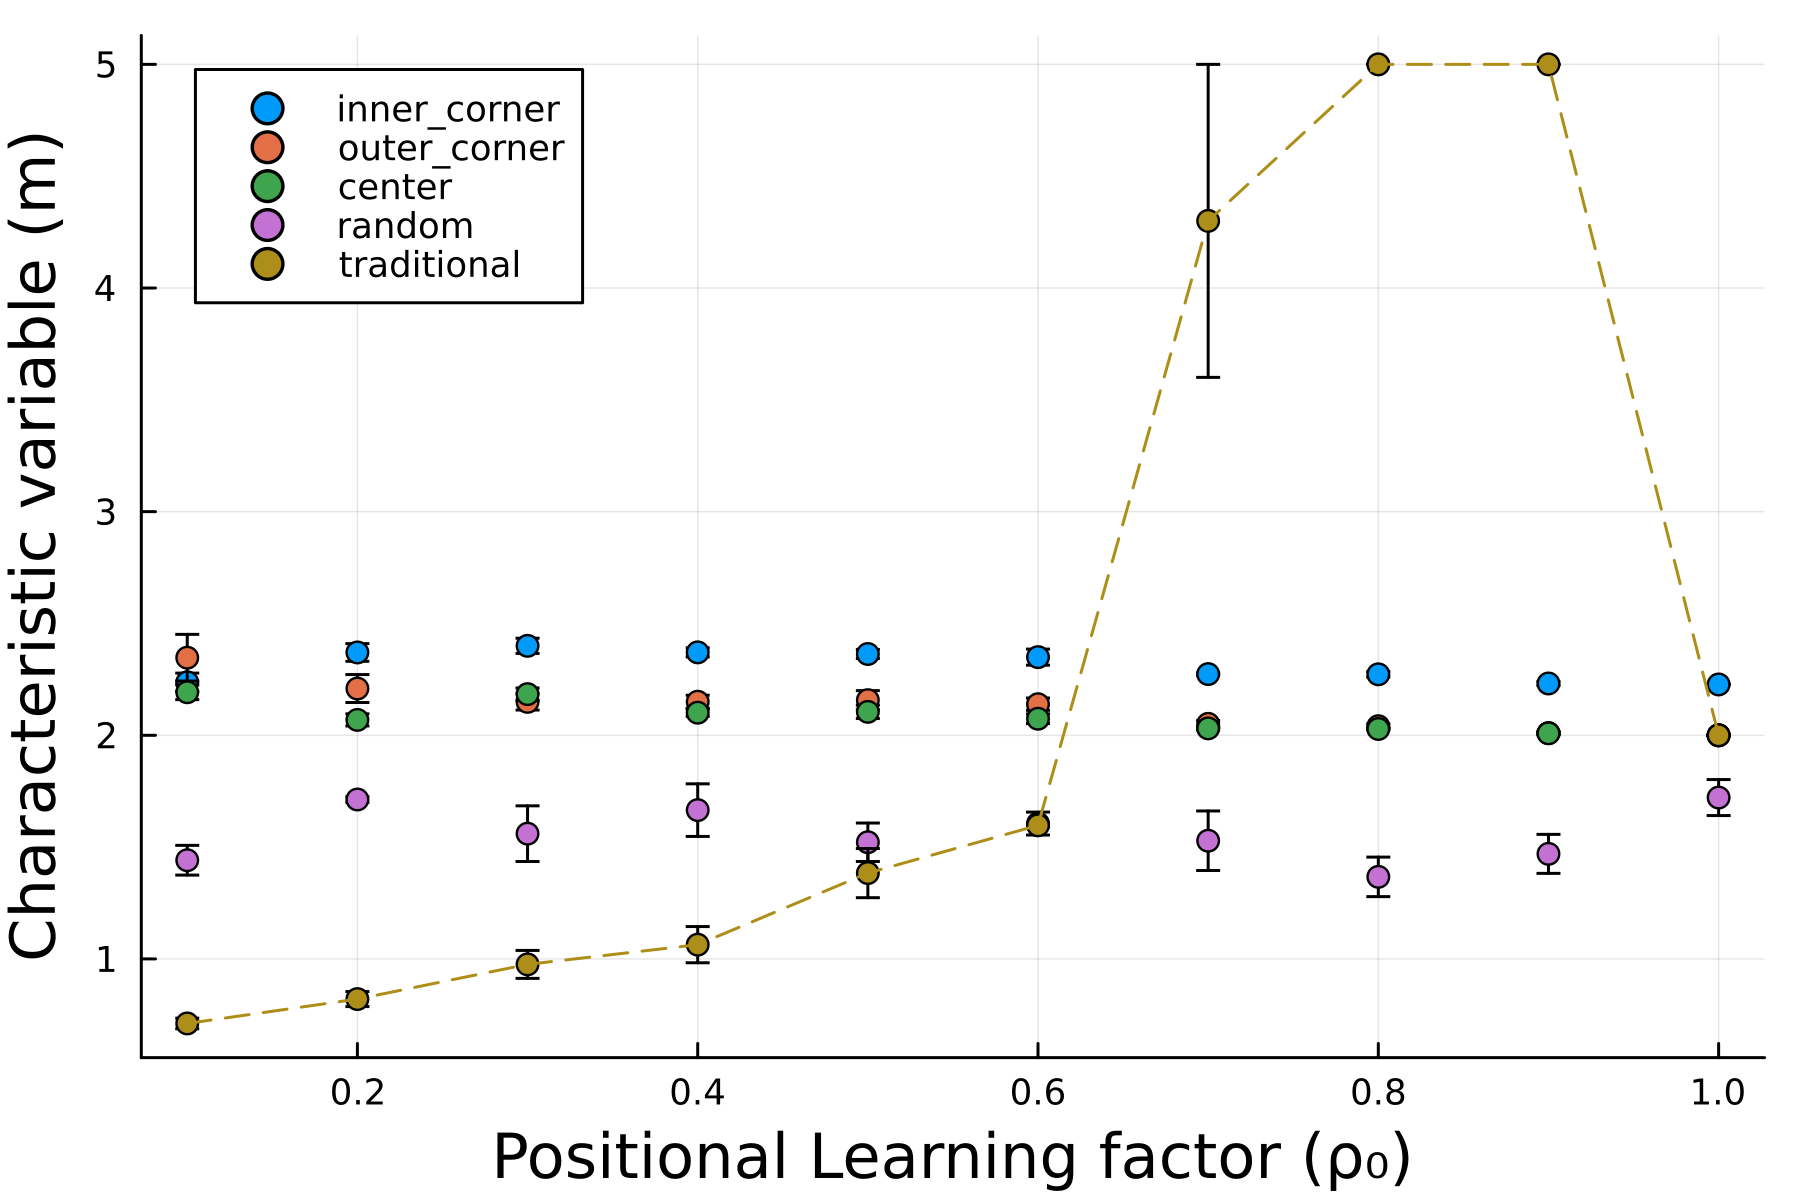 5
4
3
2
1
Characteristic variable (m)
inner_corner
outer_corner
center
random
traditional
0.2 0.4 0.6 0.8 1.0
Positional Learning factor (ρ₀)